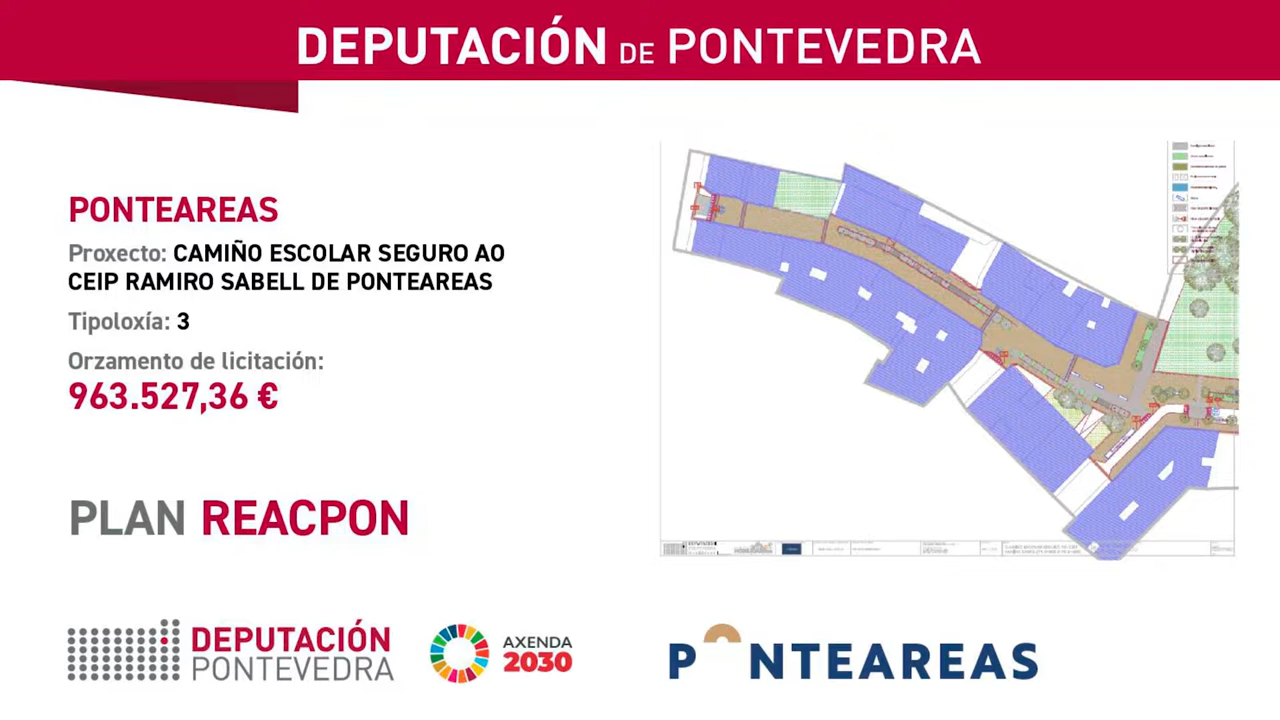 DEPUTACIÓN DE PONTEVEDRA
PONTEAREAS
Proxecto: CAMIÑO ESCOLAR SEGURO AO
CEIP RAMIRO SABELL DE PONTEAREAS
Tipoloxía: 3
Orzamento de licitación:
963.527,36 €
PLAN REACPON
DEPUTACIÓN
PONTEVEDRA
AXENDA
2030
PONTEAREAS